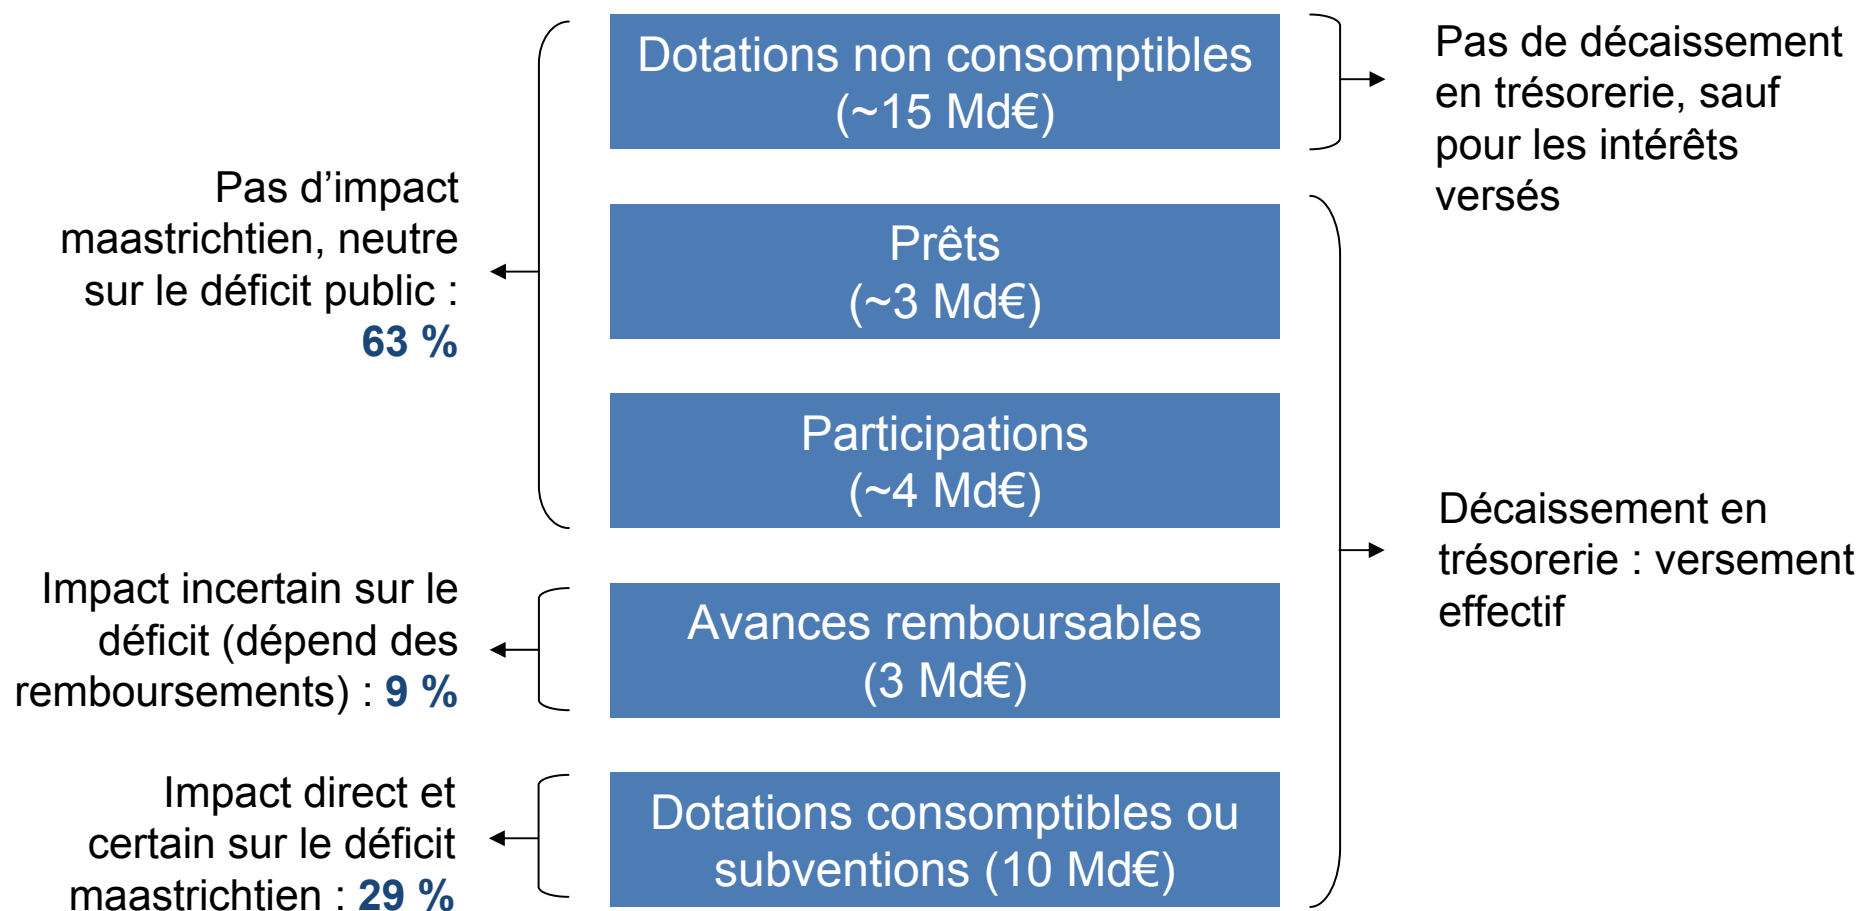 Dotations non consomptibles
(~15 Md€)
Pas de décaissement
en trésorerie, sauf
pour les intérêts
versés
Pas d’impact
maastrichtien, neutre
sur le déficit public :
63 %
Prêts
(~3 Md€)
Participations
(~4 Md€)
Décaissement en
trésorerie : versement
effectif
Impact incertain sur le
déficit (dépend des
remboursements) : 9 %
Avances remboursables
(3 Md€)
Impact direct et
certain sur le déficit
maastrichtien : 29 %
Dotations consomptibles ou
subventions (10 Md€)